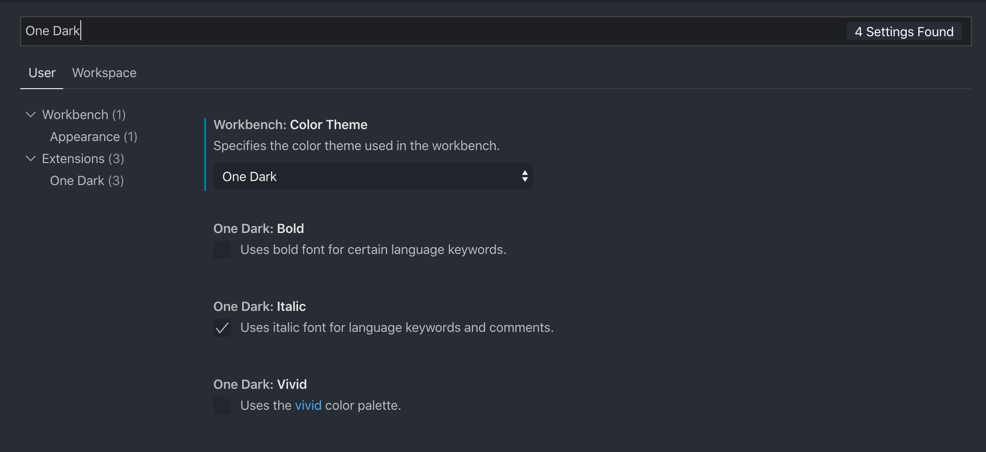 One Dark
4 Settings Found
User Workspace
Workbench (1)
Appearance (1)
Extensions (3)
One Dark (3)
Workbench: Color Theme
Specifies the color theme used in the workbench.
One Dark
One Dark: Bold
Uses bold font for certain language keywords.
One Dark: Italic
Uses italic font for language keywords and comments.
One Dark: Vivid
Uses the vivid color palette.